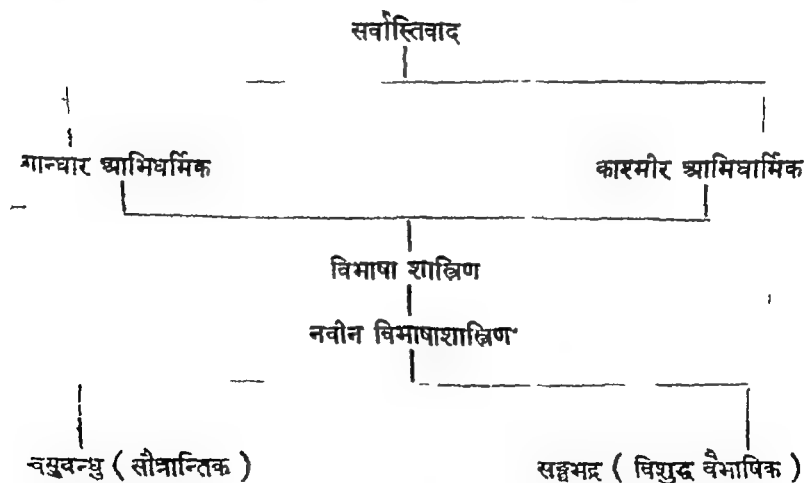 सर्वास्तिवाद
गान्धार आभिधर्मिक काश्मीर आभिधार्मिक
विभाषा शास्त्रिण
नवीन विभाषाशास्त्रिण
वसुबन्धु ( सौत्रान्तिक ) सङ्घभद्र ( विशुद्ध वैभाषिक )